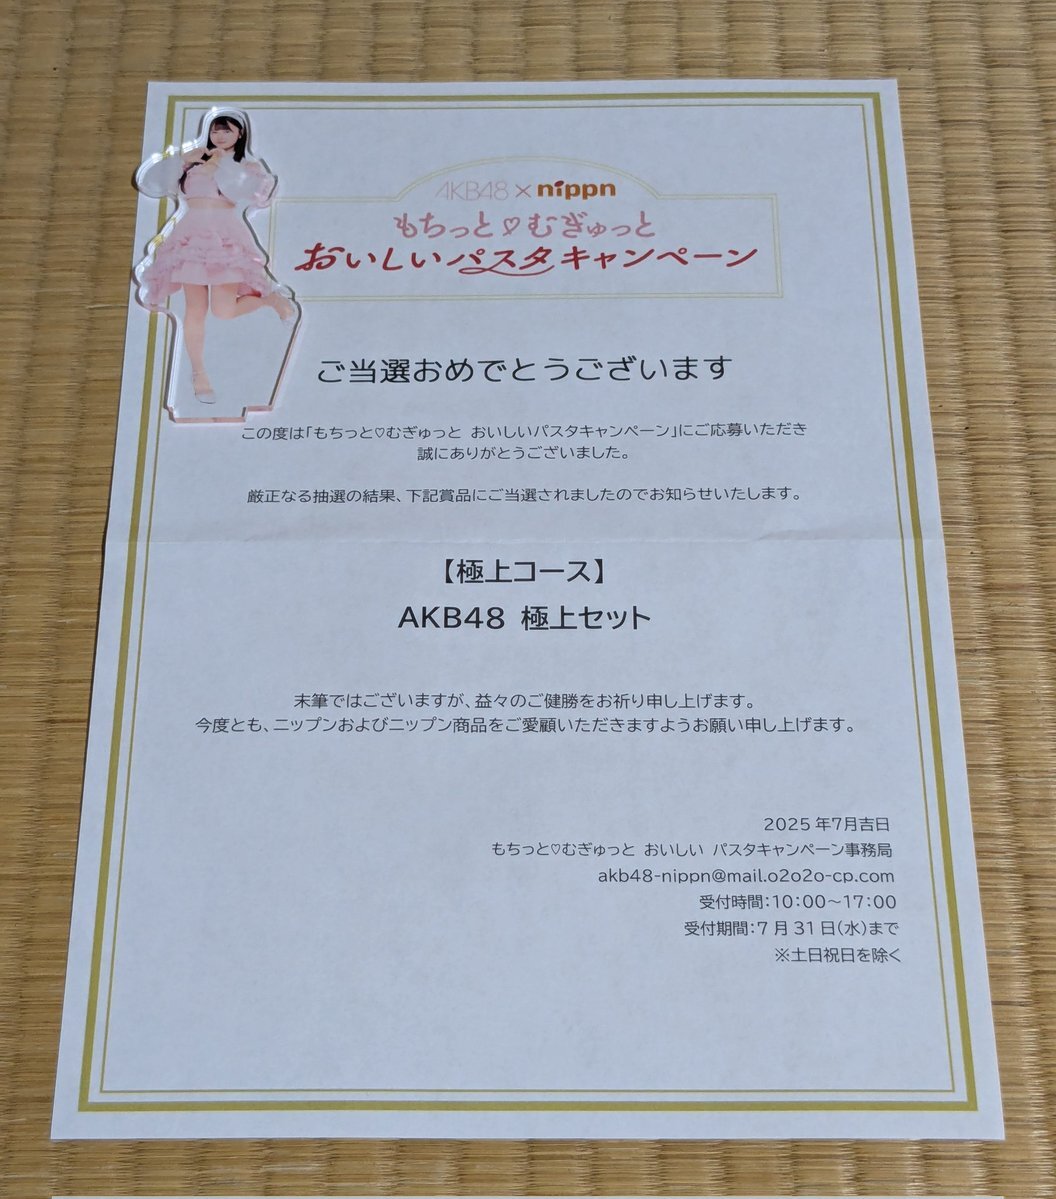 AKB48×nippn
もちっと♡むぎゅっと
おいしいパスタキャンペーン
ご当選おめでとうございます
この度は「もちっと♡むぎゅっと おいしいパスタキャンペーン」にご応募いただき
誠にありがとうございました。
厳正なる抽選の結果、下記賞品にご当選されましたのでお知らせいたします。
【極上コース】
AKB48 極上セット
末筆ではございますが、益々のご健勝をお祈り申し上げます。
今度とも、ニップンおよびニップン商品をご愛顧いただきますようお願い申し上げます。
2025年7月吉日
もちっと♡むぎゅっと おいしい パスタキャンペーン事務局
akb48-nippn@mail.o2o2o-cp.com
受付時間：10：00～17：00
受付期間：7月31日（水）まで
※土日祝日を除く